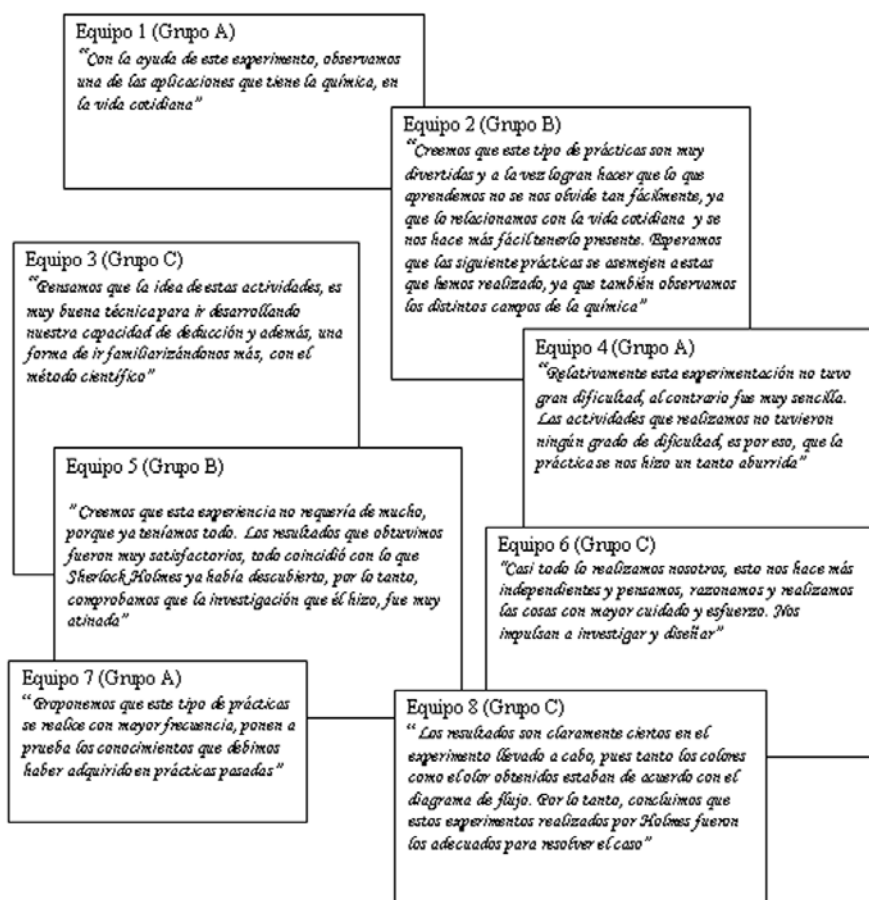 Equipo 1 (Grupo A)
“Con la ayuda de este experimento, observamos
una de las aplicaciones que tiene la química, en
la vida cotidiana”
Equipo 2 (Grupo B)
“Creemos que este tipo de prácticas son muy
divertidas y a la vez logran hacer que lo que
aprendemos no se nos olvide tan fácilmente, ya
que lo relacionamos con la vida cotidiana y se
nos hace más fácil tenerlo presente. Esperamos
que las siguiente prácticas se asemejen a estas
que hemos realizado, ya que también observamos
los distintos campos de la química”
Equipo 3 (Grupo C)
“Pensamos que la idea de estas actividades, es
muy buena técnica para ir desarrollando
nuestra capacidad de deducción y además, una
forma de ir familiarizándonos más, con el
método científico”
Equipo 4 (Grupo A)
“Relativamente esta experimentación no tuvo
gran dificultad, al contrario fue muy sencilla.
Las actividades que realizamos no tuvieron
ningún grado de dificultad, es por eso, que la
práctica se nos hizo un tanto aburrida”
Equipo 5 (Grupo B)
” Creemos que esta experiencia no requería de mucho,
porque ya teníamos todo. Los resultados que obtuvimos
fueron muy satisfactorios, todo coincidió con lo que
Sherlock Holmes ya había descubierto, por lo tanto,
comprobamos que la investigación que él hizo, fue muy
atinada”
Equipo 6 (Grupo C)
“Casi todo lo realizamos nosotros, esto nos hace más
independientes y pensamos, razonamos y realizamos
las cosas con mayor cuidado y esfuerzo. Nos
impulsan a investigar y diseñar”
Equipo 7 (Grupo A)
“Proponemos que este tipo de prácticas
se realice con mayor frecuencia, ponen a
prueba los conocimientos que debimos
haber adquirido en prácticas pasadas”
Equipo 8 (Grupo C)
“ Los resultados son claramente ciertos en el
experimento llevado a cabo, pues tanto los colores
como el olor obtenidos estaban de acuerdo con el
diagrama de flujo. Por lo tanto, concluimos que
estos experimentos realizados por Holmes fueron
los adecuados para resolver el caso”